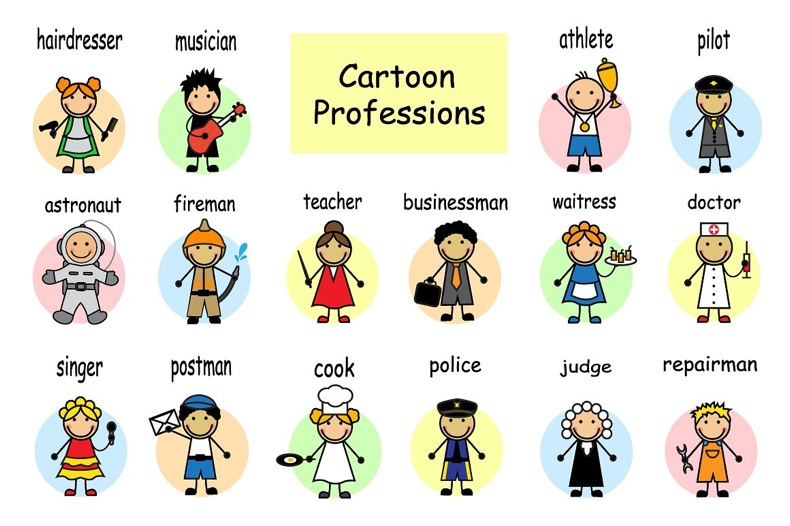 hairdresser
musician
Cartoon
Professions
athlete
pilot
astronaut
fireman
teacher
businessman
waitress
doctor
singer
postman
cook
police
judge
repairman